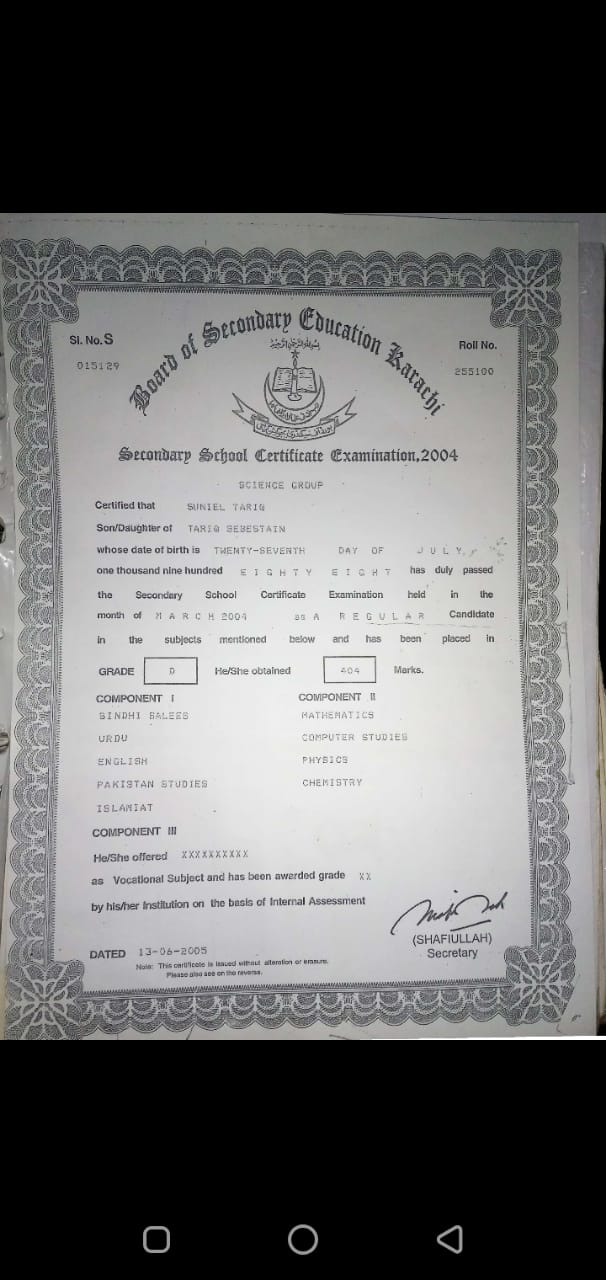 Board of Secondary Education Karachi
Sl. No. S
015129
Roll No.
255100
Secondary School Certificate Examination, 2004
SCIENCE GROUP
Certified that SUNIEL TARIQ
Son/Daughter of TARIQ SEBESTAIN
whose date of birth is TWENTY-SEVENTH DAY OF JULY,
one thousand nine hundred EIGHTY EIGHT has duly passed
the Secondary School Certificate Examination held in the
month of MARCH 2004 as A REGULAR Candidate
in the subjects mentioned below and has been placed in
GRADE D He/She obtained 404 Marks.
COMPONENT I COMPONENT II
SINDHI SALEES MATHEMATICS
URDU COMPUTER STUDIES
ENGLISH PHYSICS
PAKISTAN STUDIES CHEMISTRY
ISLAMIAT
COMPONENT III
He/She offered XXXXXXXXXX
as Vocational Subject and has been awarded grade XX
by his/her Institution on the basis of Internal Assessment
(SHAFIULLAH)
Secretary
DATED 13-06-2005
Note: This certificate is issued without alteration or erasure.
Please also see on the reverse.